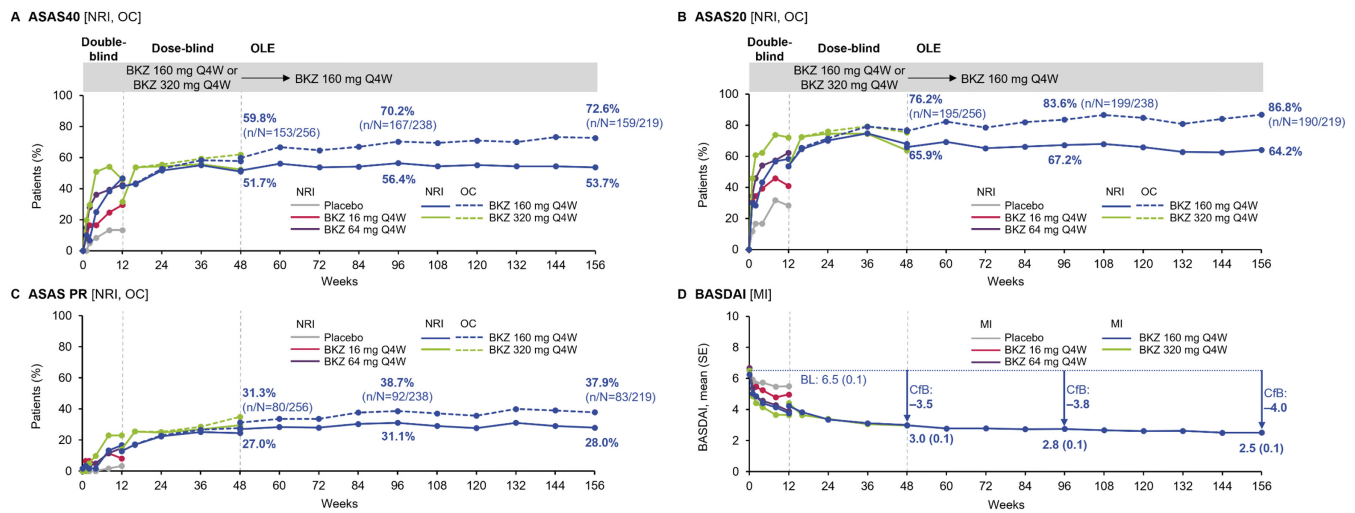 A ASAS40 [NRI, OC]
Double-
blind
Dose-blind
OLE
BKZ 160 mg Q4W or
BKZ 320 mg Q4W
BKZ 160 mg Q4W
100
80
60
40
20
0
Patients (%)
59.8%
(n/N=153/256)
70.2%
(n/N=167/238)
72.6%
(n/N=159/219)
51.7%
56.4%
53.7%
NRI
Placebo
BKZ 16 mg Q4W
BKZ 64 mg Q4W
NRI OC
BKZ 160 mg Q4W
BKZ 320 mg Q4W
0 12 24 36 48 60 72 84 96 108 120 132 144 156
Weeks
B ASAS20 [NRI, OC]
Double-
blind
Dose-blind
OLE
BKZ 160 mg Q4W or
BKZ 320 mg Q4W
BKZ 160 mg Q4W
100
80
60
40
20
0
Patients (%)
76.2%
(n/N=195/256)
83.6% (n/N=199/238)
86.8%
(n/N=190/219)
65.9%
67.2%
64.2%
NRI
Placebo
BKZ 16 mg Q4W
BKZ 64 mg Q4W
NRI OC
BKZ 160 mg Q4W
BKZ 320 mg Q4W
0 12 24 36 48 60 72 84 96 108 120 132 144 156
Weeks
C ASAS PR [NRI, OC]
100
80
60
40
20
0
Patients (%)
NRI
Placebo
BKZ 16 mg Q4W
BKZ 64 mg Q4W
NRI OC
BKZ 160 mg Q4W
BKZ 320 mg Q4W
31.3%
(n/N=80/256)
38.7%
(n/N=92/238)
37.9%
(n/N=83/219)
27.0%
31.1%
28.0%
0 12 24 36 48 60 72 84 96 108 120 132 144 156
Weeks
D BASDAI [MI]
10
8
6
4
2
0
BASDAI, mean (SE)
MI
Placebo
BKZ 16 mg Q4W
BKZ 64 mg Q4W
MI
BKZ 160 mg Q4W
BKZ 320 mg Q4W
BL: 6.5 (0.1)
CfB:
–3.5
CfB:
–3.8
CfB:
–4.0
3.0 (0.1)
2.8 (0.1)
2.5 (0.1)
0 12 24 36 48 60 72 84 96 108 120 132 144 156
Weeks